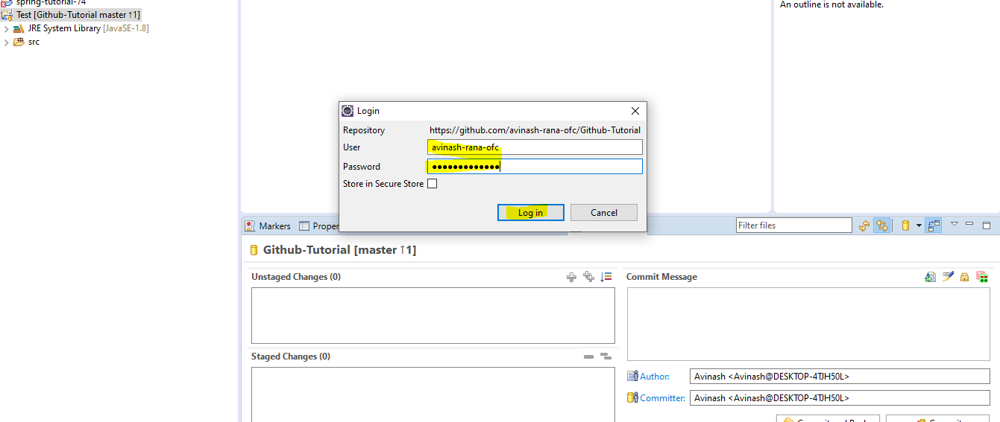 spring-tutorial-74
Test [Github-Tutorial master ↑1]
JRE System Library [JavaSE-1.8]
src
An outline is not available.
Login
Repository https://github.com/avinash-rana-ofc/Github-Tutorial
User avinash-rana-ofc
Password ●●●●●●●●●●●●●
Store in Secure Store
Log in Cancel
Markers Filter files
Github-Tutorial [master ↑1]
Unstaged Changes (0) Commit Message
Staged Changes (0)
Author: Avinash <Avinash@DESKTOP-4TJH50L>
Committer: Avinash <Avinash@DESKTOP-4TJH50L>